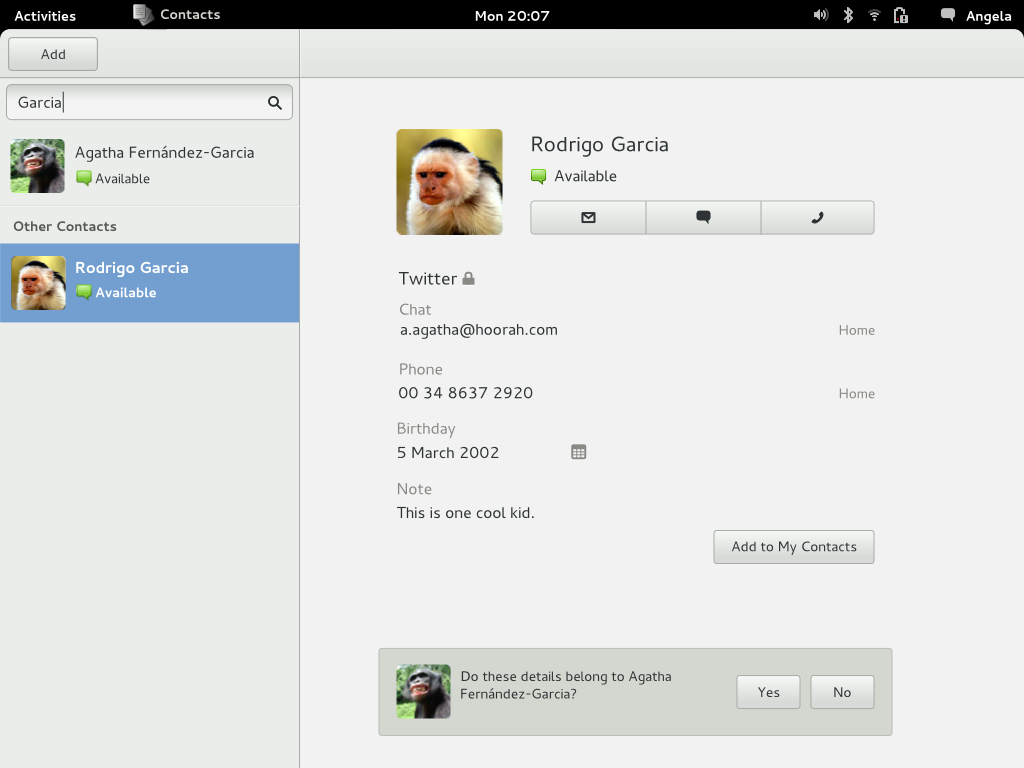 Activities
Contacts
Mon 20:07
Angela
Add
Garcia
Agatha Fernández-Garcia
Available
Other Contacts
Rodrigo Garcia
Available
Rodrigo Garcia
Available
Twitter
Chat
a.agatha@hoorah.com
Home
Phone
00 34 8637 2920
Home
Birthday
5 March 2002
Note
This is one cool kid.
Add to My Contacts
Do these details belong to Agatha
Fernández-Garcia?
Yes
No